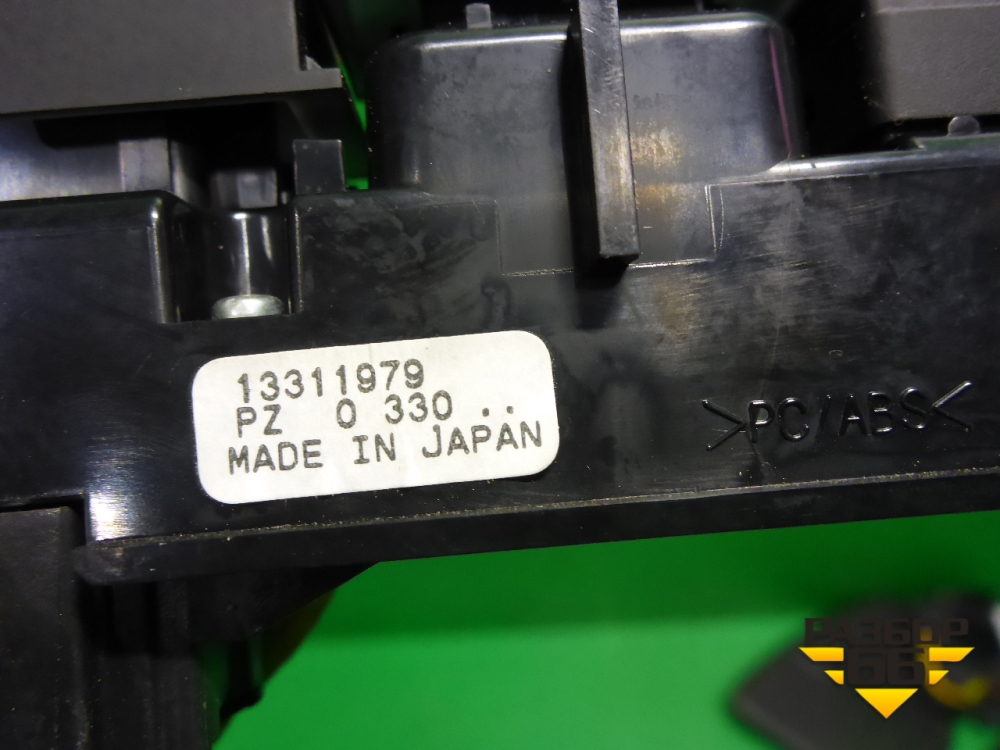 13311979
PZ 0 330 ..
MADE IN JAPAN
>PC/ABS<
РАЗБОР
66